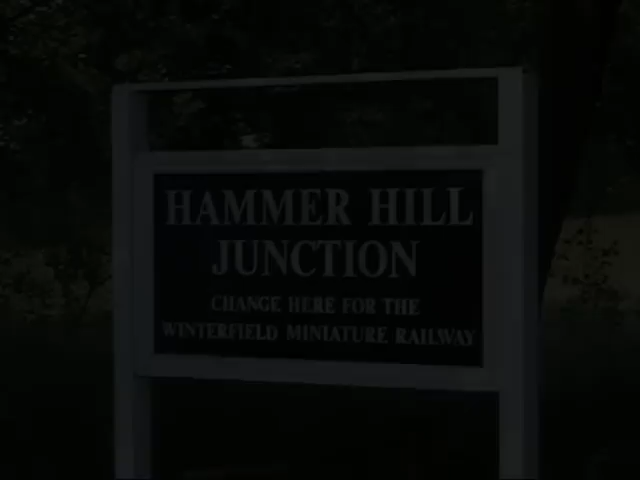 HAMMER HILL
JUNCTION
CHANGE HERE FOR THE
WINTERFIELD MINIATURE RAILWAY